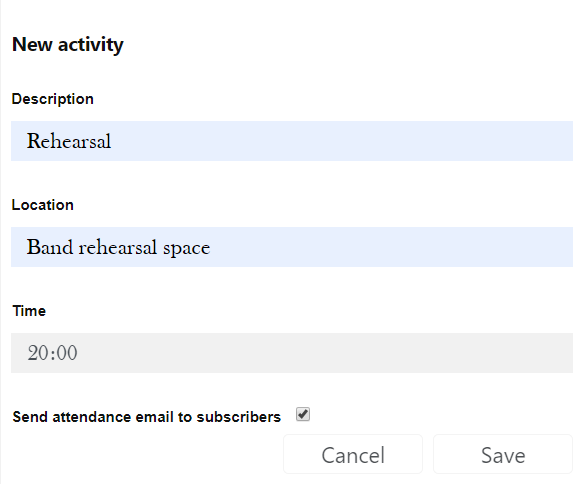 New activity
Description
Rehearsal
Location
Band rehearsal space
Time
20:00
Send attendance email to subscribers
Cancel Save